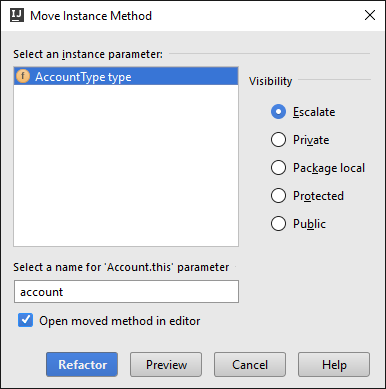 IJ Move Instance Method
Select an instance parameter:
f AccountType type
Visibility
Escalate
Private
Package local
Protected
Public
Select a name for 'Account.this' parameter
account
Open moved method in editor
Refactor Preview Cancel Help